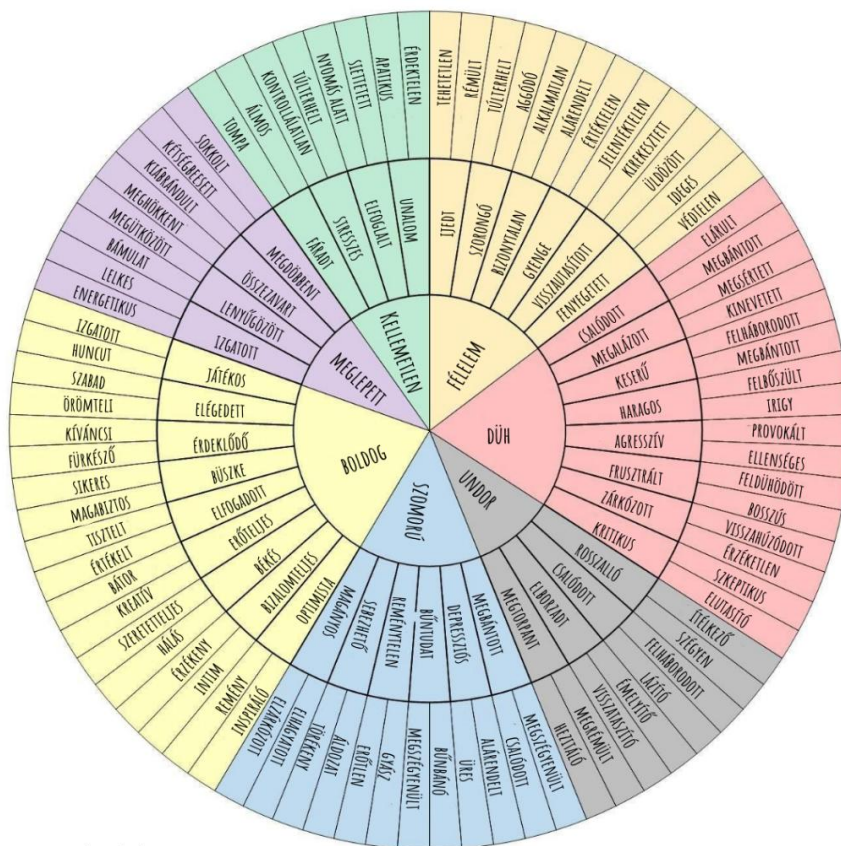 FÉLELEM
IJEDT
SZORONGÓ
BIZONYTALAN
GYENGE
VISSZAUTASÍTOTT
FENYEGETETT
TEHETETLEN
RÉMÜLT
TÚLTERHELT
AGGÓDÓ
ALKALMATLAN
ALÁRENDELT
ÉRTÉKTELEN
JELENTÉKTELEN
KIREKESZTETT
ÜLDÖZÖTT
IDEGES
VÉDTELEN
DÜH
CSALÓDOTT
MEGALÁZOTT
KESERŰ
HARAGOS
AGRESSZÍV
FRUSZTRÁLT
ZÁRKÓZOTT
KRITIKUS
ELÁRULT
MEGBÁNTOTT
MEGSÉRTETT
KINEVETETT
FELHÁBORODOTT
MEGBÁNTOTT
FELBŐSZÜLT
IRIGY
PROVOKÁLT
ELLENSÉGES
FELDÜHÖDÖTT
BOSSZÚS
VISSZAHÚZÓDOTT
ÉRZÉKETLEN
SZKEPTIKUS
ELUTASÍTÓ
UNDOR
ROSSZALLÓ
CSALÓDOTT
ELBORZADT
MEGTORPANT
ÍTÉLKEZŐ
SZÉGYEN
FELHÁBORODOTT
LÁZÍTÓ
ÉMELYÍTŐ
VISSZATASZÍTÓ
MEGRÉMÜLT
HEZITÁLÓ
SZOMORÚ
MEGBÁNTOTT
DEPRESSZIÓS
BŰNTUDAT
REMÉNYTELEN
SEBEZHETŐ
MAGÁNYOS
MEGSZÉGYENÜLT
CSALÓDOTT
ALÁRENDELT
ÜRES
BŰNBÁNÓ
MEGSZÉGYENÜLT
GYÁSZ
ERŐTLEN
ÁLDOZAT
TÖRÉKENY
ELHAGYATOTT
ELZÁRKÓZOTT
BOLDOG
OPTIMISTA
BIZALOMTELJES
BÉKÉS
ERŐTELJES
ELFOGADOTT
BÜSZKE
ÉRDEKLŐDŐ
ELÉGEDETT
JÁTÉKOS
INSPIRÁLÓ
REMÉNY
INTIM
ÉRZÉKENY
HÁLÁS
SZERETETTELJES
KREATÍV
BÁTOR
ÉRTÉKELT
TISZTELT
MAGABIZTOS
SIKERES
FÜRKÉSZŐ
KÍVÁNCSI
ÖRÖMTELI
SZABAD
HUNCUT
IZGATOTT
MEGLEPETT
IZGATOTT
LENYŰGÖZÖTT
ÖSSZEZAVART
MEGDÖBBENT
ENERGETIKUS
LELKES
BÁMULAT
MEGÜTKÖZÖTT
MEGHÖKKENT
KIÁBRÁNDULT
KÉTSÉGBEESETT
SOKKOLT
KELLEMETLEN
FÁRADT
STRESSZES
ELFOGLALT
UNALOM
TOMPA
ÁLMOS
KONTROLLÁLATLAN
TÚLTERHELT
NYOMÁS ALATT
SIETTETETT
APATIKUS
ÉRDEKTELEN